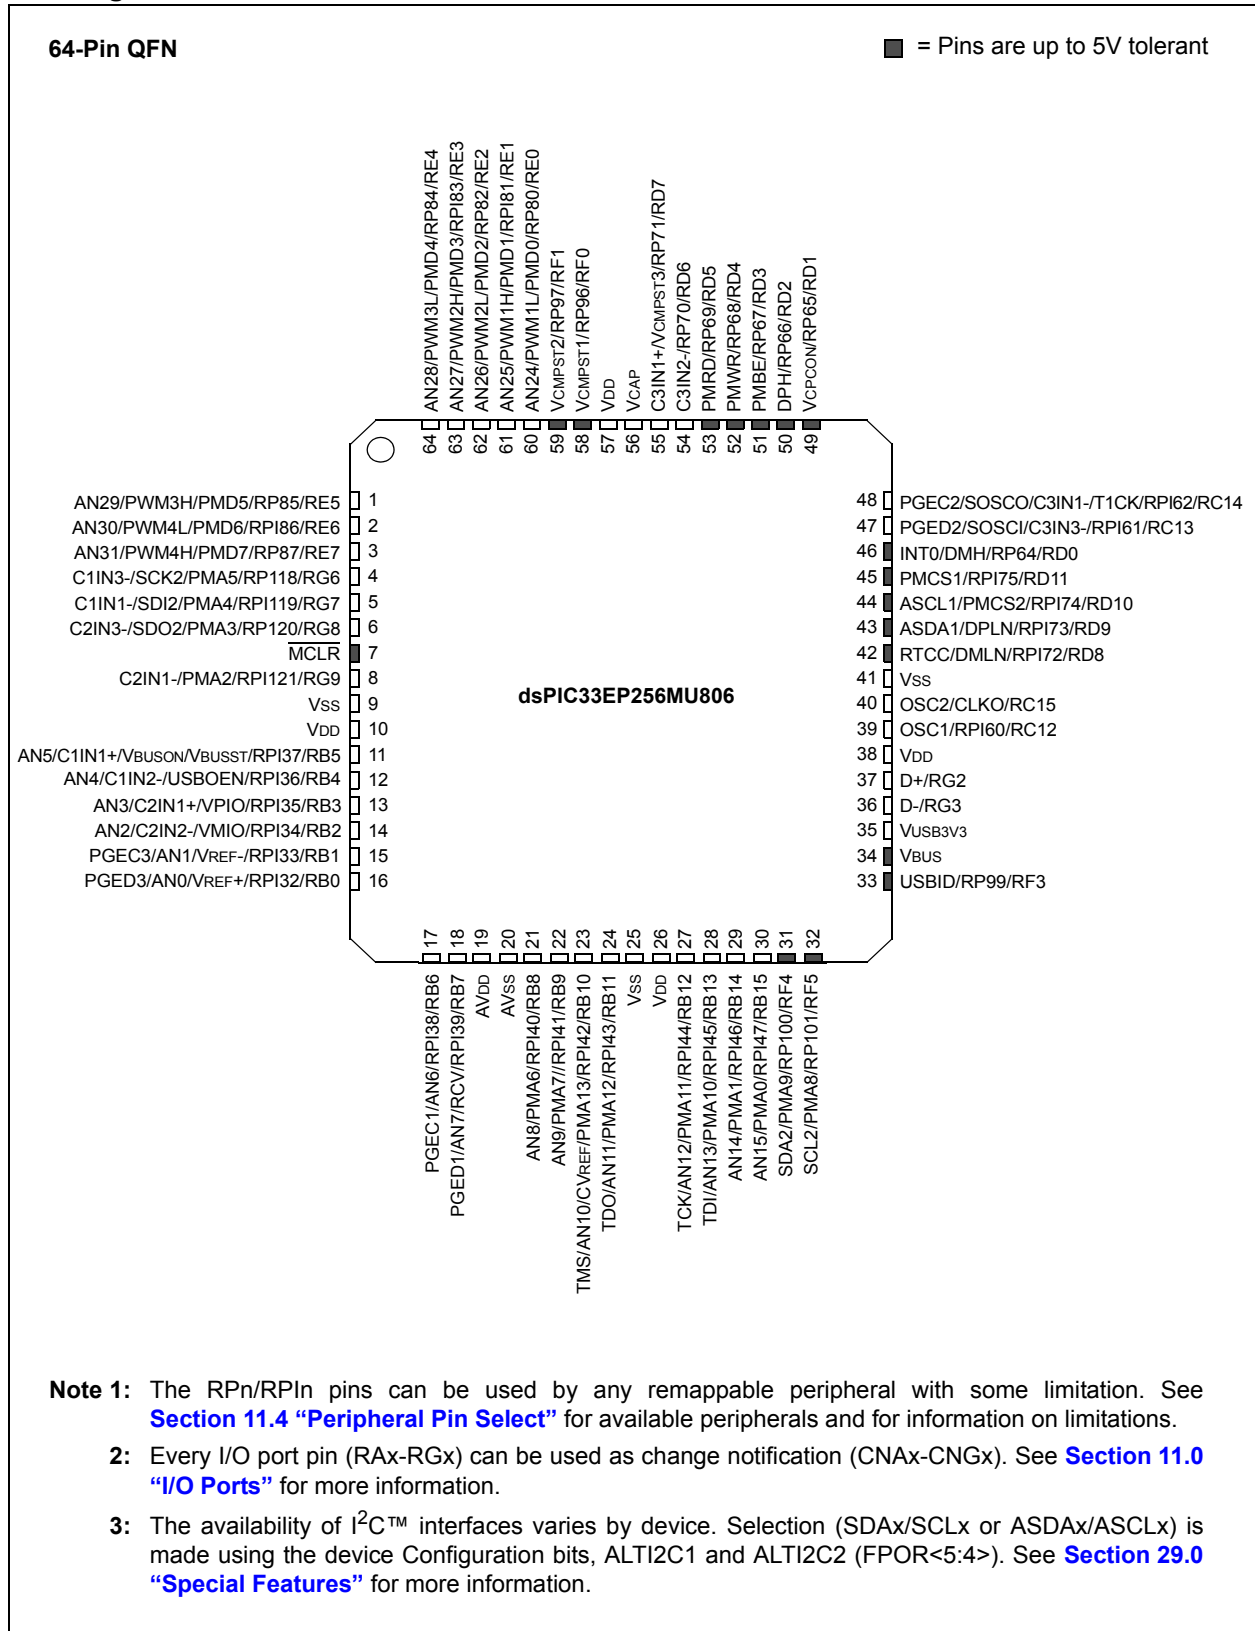 64-Pin QFN
= Pins are up to 5V tolerant
AN28/PWM3L/PMD4/RP84/RE4
AN27/PWM2H/PMD3/RPI83/RE3
AN26/PWM2L/PMD2/RP82/RE2
AN25/PWM1H/PMD1/RPI81/RE1
AN24/PWM1L/PMD0/RP80/RE0
VCMPST2/RP97/RF1
VCMPST1/RP96/RF0
VDD
VCAP
C3IN1+/VCMPST3/RP71/RD7
C3IN2-/RP70/RD6
PMRD/RP69/RD5
PMWR/RP68/RD4
PMBE/RP67/RD3
DPH/RP66/RD2
VCPCON/RP65/RD1
64 63 62 61 60 59 58 57 56 55 54 53 52 51 50 49
AN29/PWM3H/PMD5/RP85/RE5 1
AN30/PWM4L/PMD6/RPI86/RE6 2
AN31/PWM4H/PMD7/RP87/RE7 3
C1IN3-/SCK2/PMA5/RP118/RG6 4
C1IN1-/SDI2/PMA4/RPI119/RG7 5
C2IN3-/SDO2/PMA3/RP120/RG8 6
MCLR 7
C2IN1-/PMA2/RPI121/RG9 8
VSS 9
VDD 10
AN5/C1IN1+/VBUSON/VBUSST/RPI37/RB5 11
AN4/C1IN2-/USBOEN/RPI36/RB4 12
AN3/C2IN1+/VPIO/RPI35/RB3 13
AN2/C2IN2-/VMIO/RPI34/RB2 14
PGEC3/AN1/VREF-/RPI33/RB1 15
PGED3/AN0/VREF+/RPI32/RB0 16
dsPIC33EP256MU806
48 PGEC2/SOSCO/C3IN1-/T1CK/RPI62/RC14
47 PGED2/SOSCI/C3IN3-/RPI61/RC13
46 INT0/DMH/RP64/RD0
45 PMCS1/RPI75/RD11
44 ASCL1/PMCS2/RPI74/RD10
43 ASDA1/DPLN/RPI73/RD9
42 RTCC/DMLN/RPI72/RD8
41 VSS
40 OSC2/CLKO/RC15
39 OSC1/RPI60/RC12
38 VDD
37 D+/RG2
36 D-/RG3
35 VUSB3V3
34 VBUS
33 USBID/RP99/RF3
17 18 19 20 21 22 23 24 25 26 27 28 29 30 31 32
PGEC1/AN6/RPI38/RB6
PGED1/AN7/RCV/RPI39/RB7
AVDD
AVSS
AN8/PMA6/RPI40/RB8
AN9/PMA7//RPI41/RB9
TMS/AN10/CVREF/PMA13/RPI42/RB10
TDO/AN11/PMA12/RPI43/RB11
VSS
VDD
TCK/AN12/PMA11/RPI44/RB12
TDI/AN13/PMA10/RPI45/RB13
AN14/PMA1/RPI46/RB14
AN15/PMA0/RPI47/RB15
SDA2/PMA9/RP100/RF4
SCL2/PMA8/RP101/RF5
Note 1: The RPn/RPIn pins can be used by any remappable peripheral with some limitation. See
Section 11.4 “Peripheral Pin Select” for available peripherals and for information on limitations.
2: Every I/O port pin (RAx-RGx) can be used as change notification (CNAx-CNGx). See Section 11.0
“I/O Ports” for more information.
3: The availability of I2C™ interfaces varies by device. Selection (SDAx/SCLx or ASDAx/ASCLx) is
made using the device Configuration bits, ALTI2C1 and ALTI2C2 (FPOR<5:4>). See Section 29.0
“Special Features” for more information.